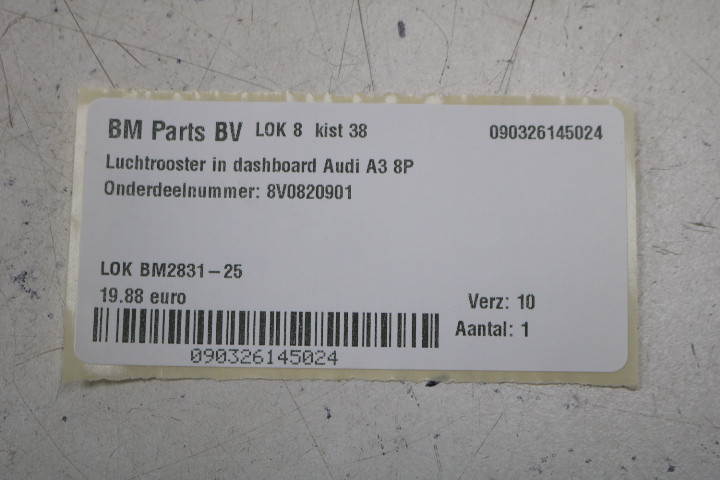 BM Parts BV LOK 8 kist 38 090326145024
Luchtrooster in dashboard Audi A3 8P
Onderdeelnummer: 8V0820901
LOK BM2831-25
19.88 euro Verz: 10
Aantal: 1
090326145024